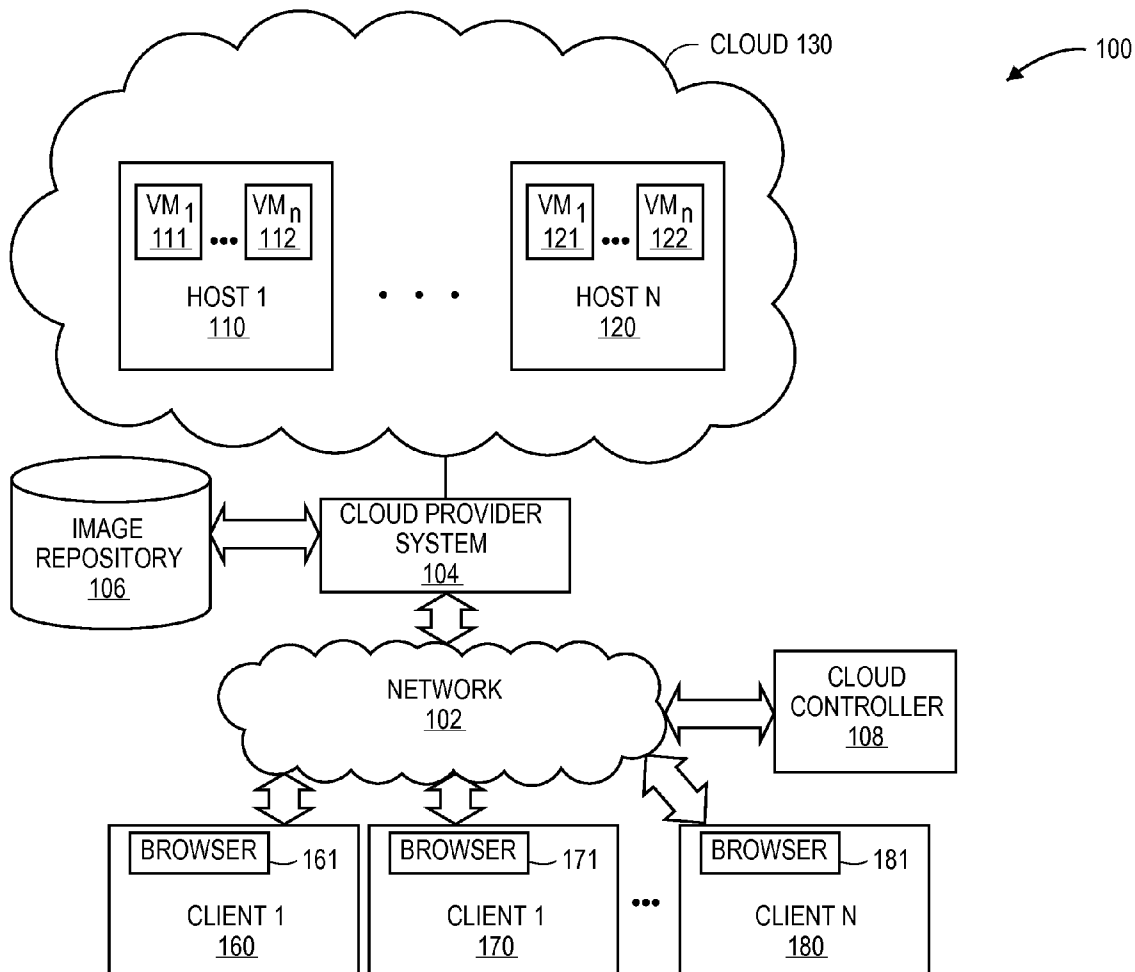 CLOUD 130
100
VM1 VM n VM1 VM n
111 ... 112 121 ... 122
HOST 1 . . . HOST N
110 120
CLOUD PROVIDER
SYSTEM
104
IMAGE
REPOSITORY
106
NETWORK
102
CLOUD
CONTROLLER
108
BROWSER 161 BROWSER 171 BROWSER 181
...
CLIENT 1 CLIENT 1 CLIENT N
160 170 180